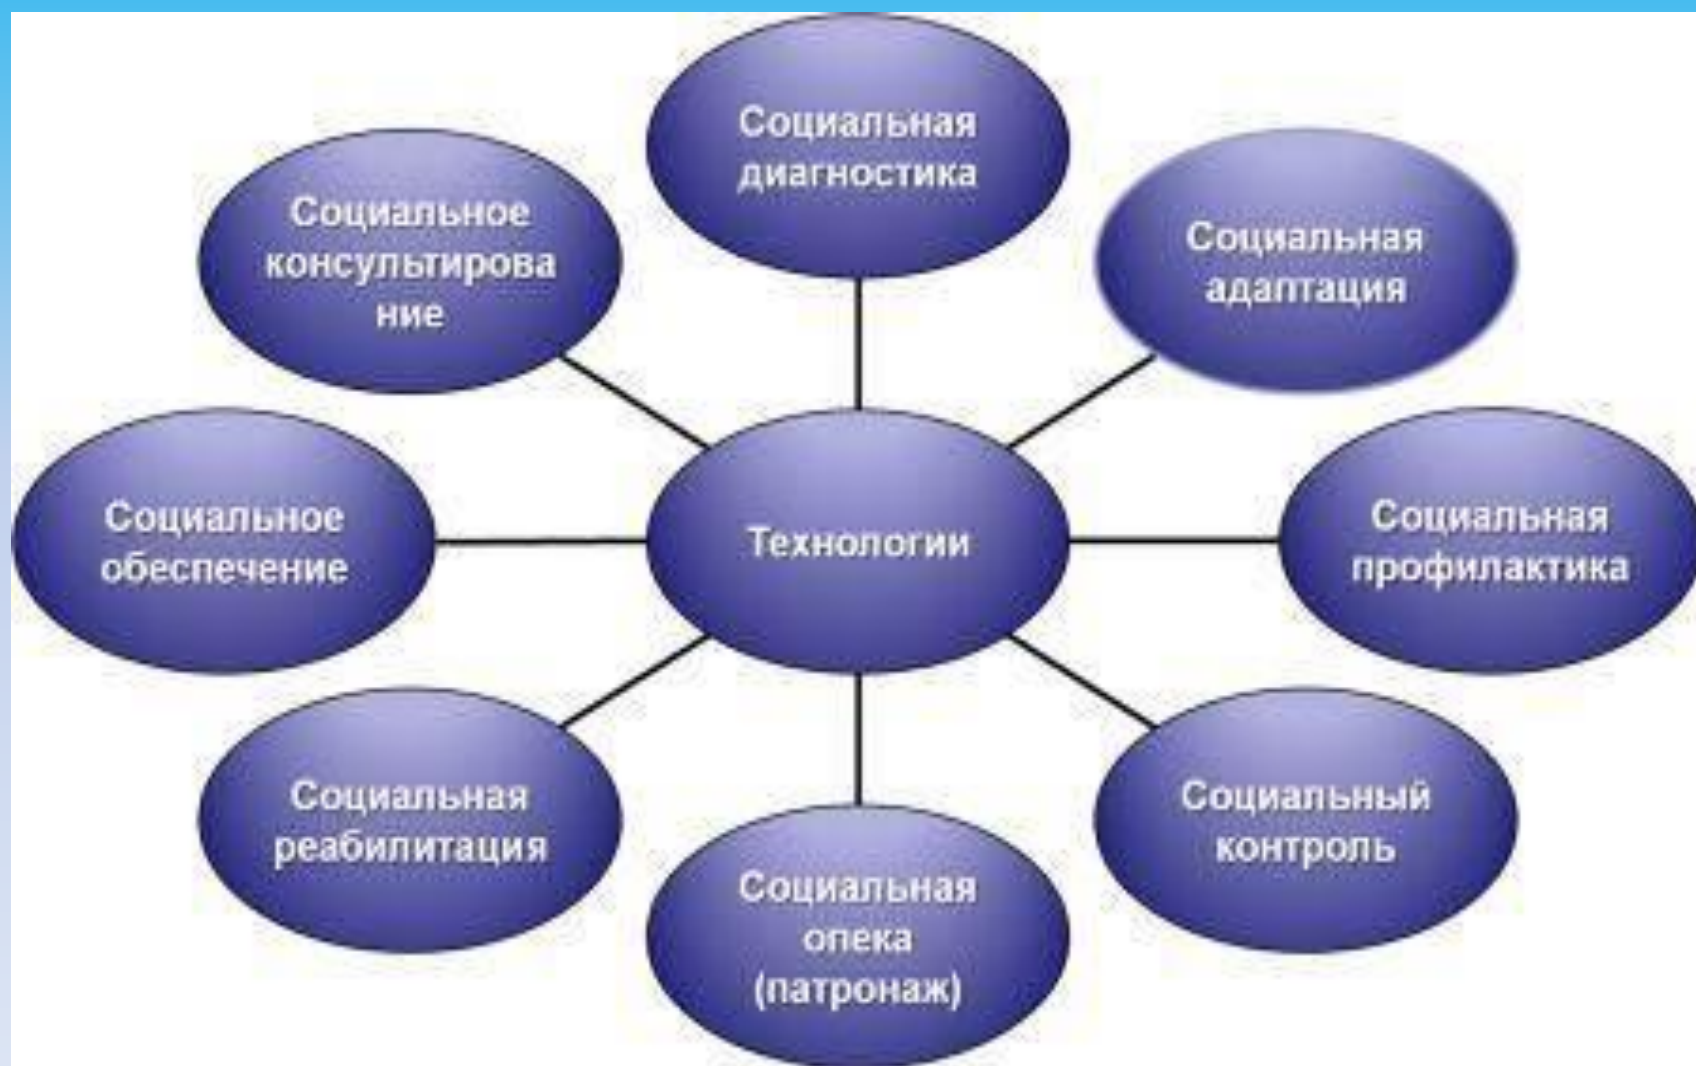 Социальная
диагностика
Социальная
адаптация
Социальная
профилактика
Социальный
контроль
Социальная
опека
(патронаж)
Социальная
реабилитация
Социальное
обеспечение
Социальное
консультирова
ние
Технологии